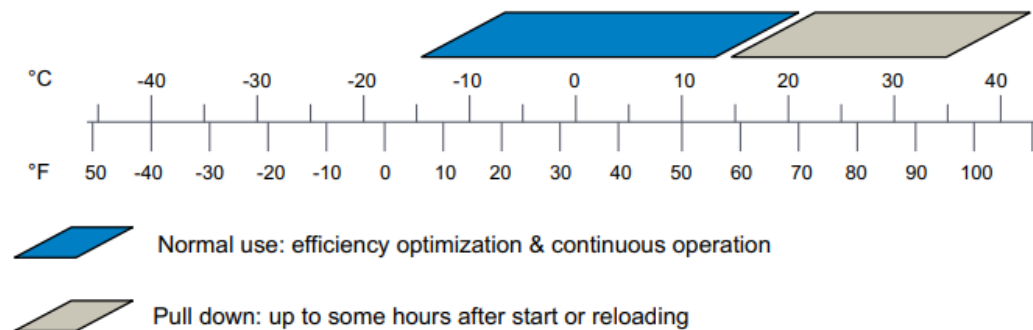 °C -40 -30 -20 -10 0 10 20 30 40
°F 50 -40 -30 -20 -10 0 10 20 30 40 50 60 70 80 90 100
Normal use: efficiency optimization & continuous operation
Pull down: up to some hours after start or reloading